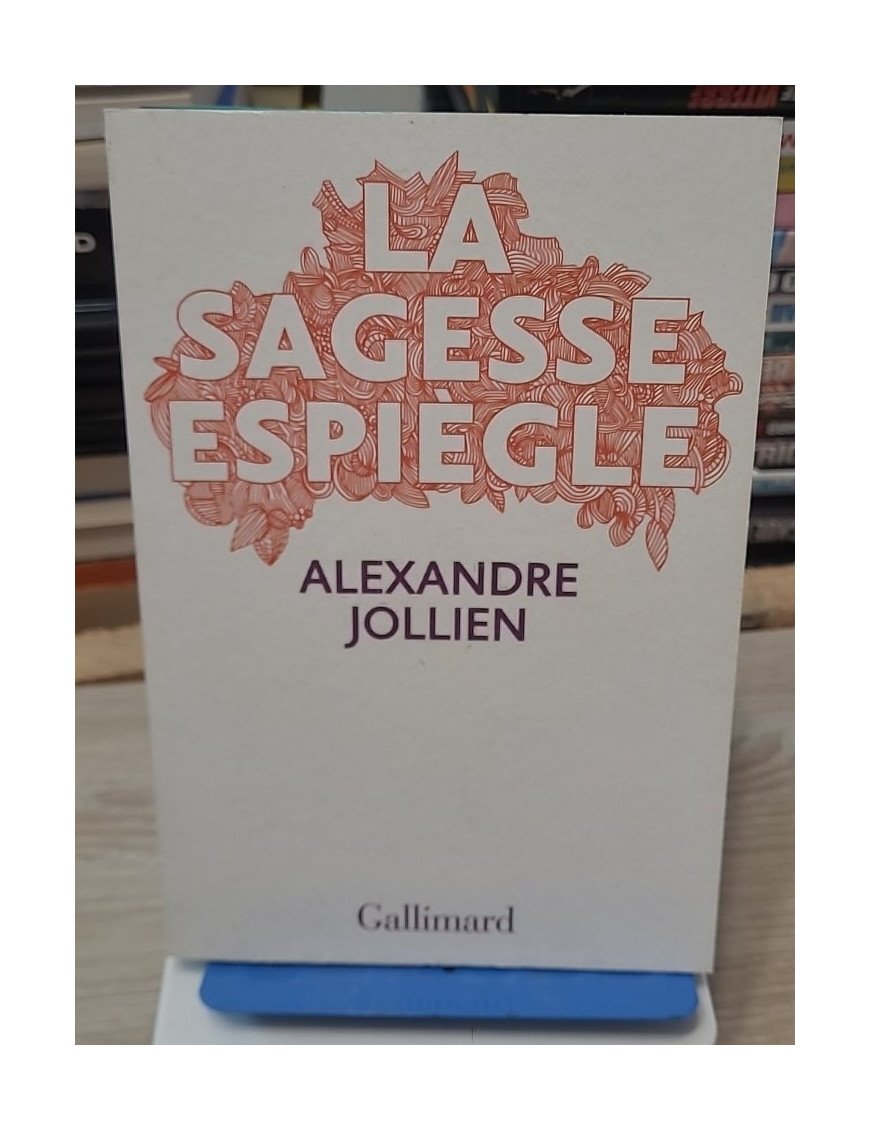 LA
SAGESSE
ESPIÈGLE
ALEXANDRE
JOLLIEN
Gallimard